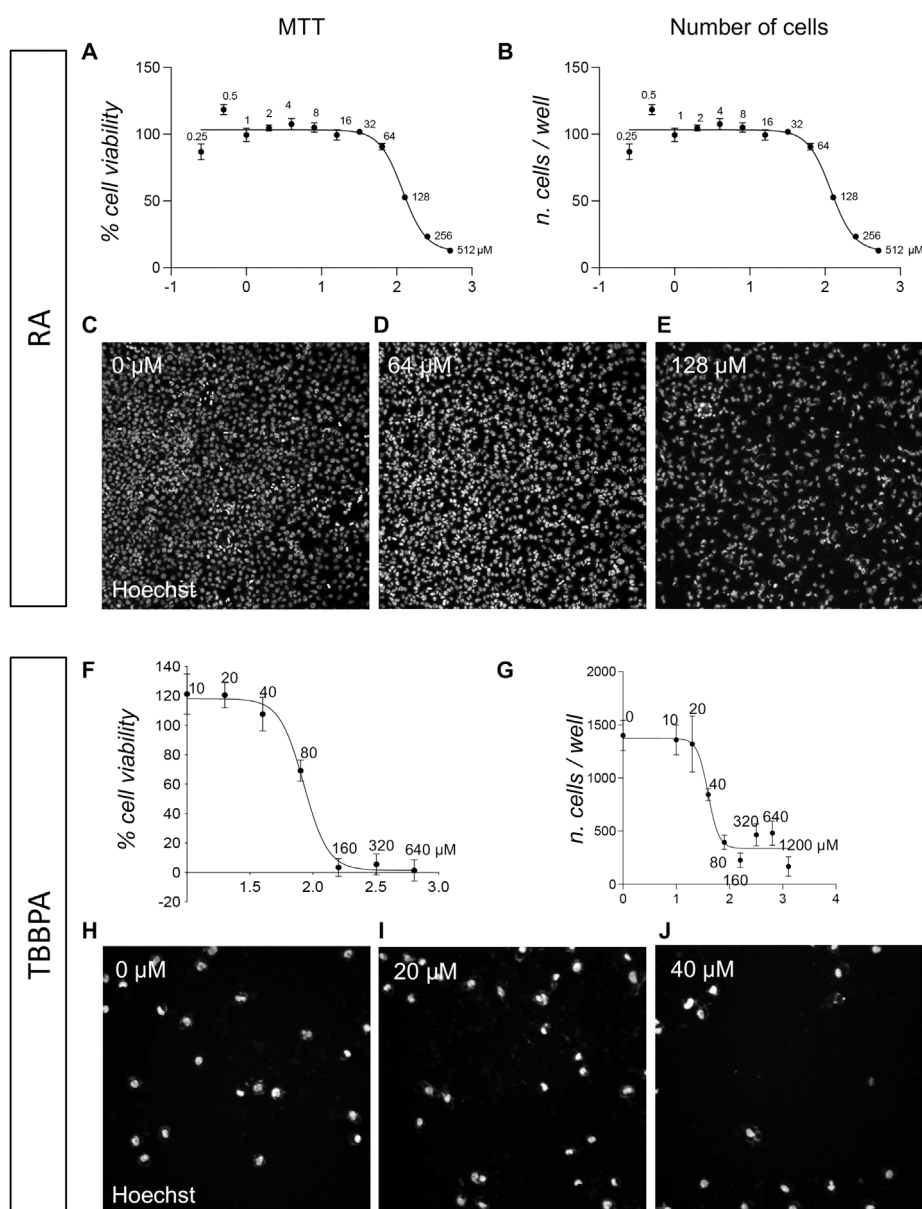 MTT
Number of cells
RA
A
150
100
50
0
% cell viability
0.25
0.5
1
2
4
8
16
32
64
128
256
512 µM
-1
0
1
2
3
B
150
100
50
0
n. cells / well
0.25
0.5
1
2
4
8
16
32
64
128
256
512 µM
-1
0
1
2
3
C
0 µM
Hoechst
D
64 µM
E
128 µM
TBBPA
F
140
120
100
80
60
40
20
0
-20
% cell viability
10
20
40
80
160
320
640 µM
1.5
2.0
2.5
3.0
G
2000
1500
1000
500
0
n. cells / well
0
10
20
40
80
160
320
640
1200 µM
0
1
2
3
4
H
0 µM
Hoechst
I
20 µM
J
40 µM